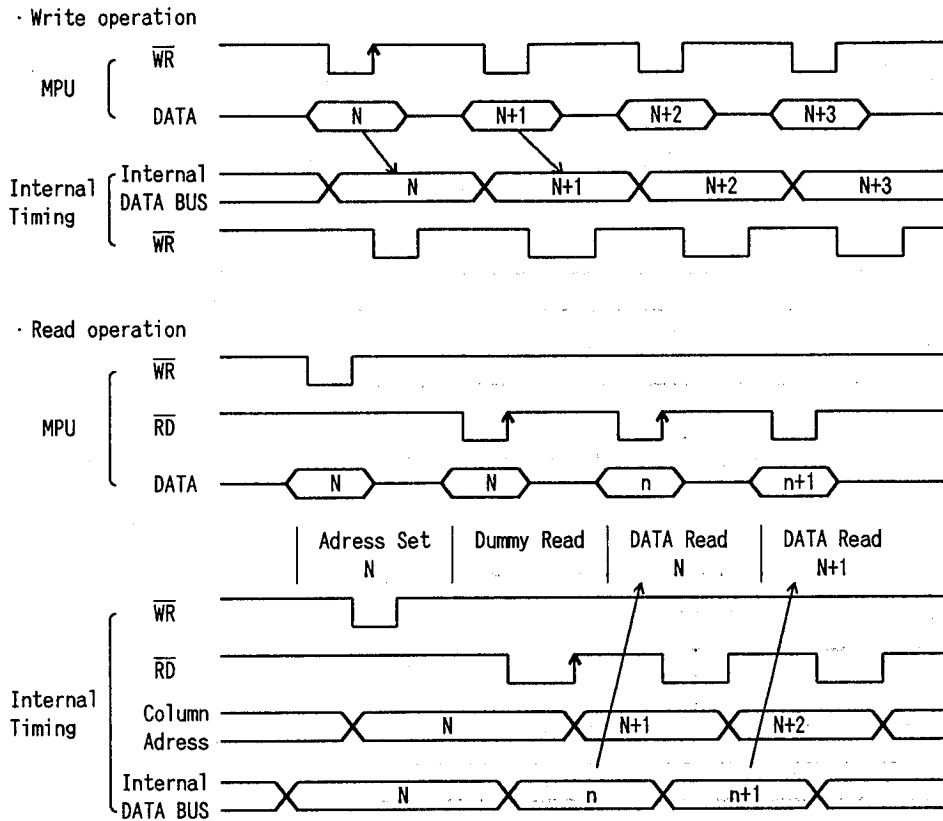 · Write operation
WR
MPU
DATA N N+1 N+2 N+3
Internal
Timing
Internal
DATA BUS
N N+1 N+2 N+3
WR
· Read operation
WR
MPU
RD
DATA N N n n+1
Adress Set Dummy Read DATA Read DATA Read
N N N+1
WR
RD
Internal
Timing
Column
Adress
N N+1 N+2
Internal
DATA BUS
N n n+1